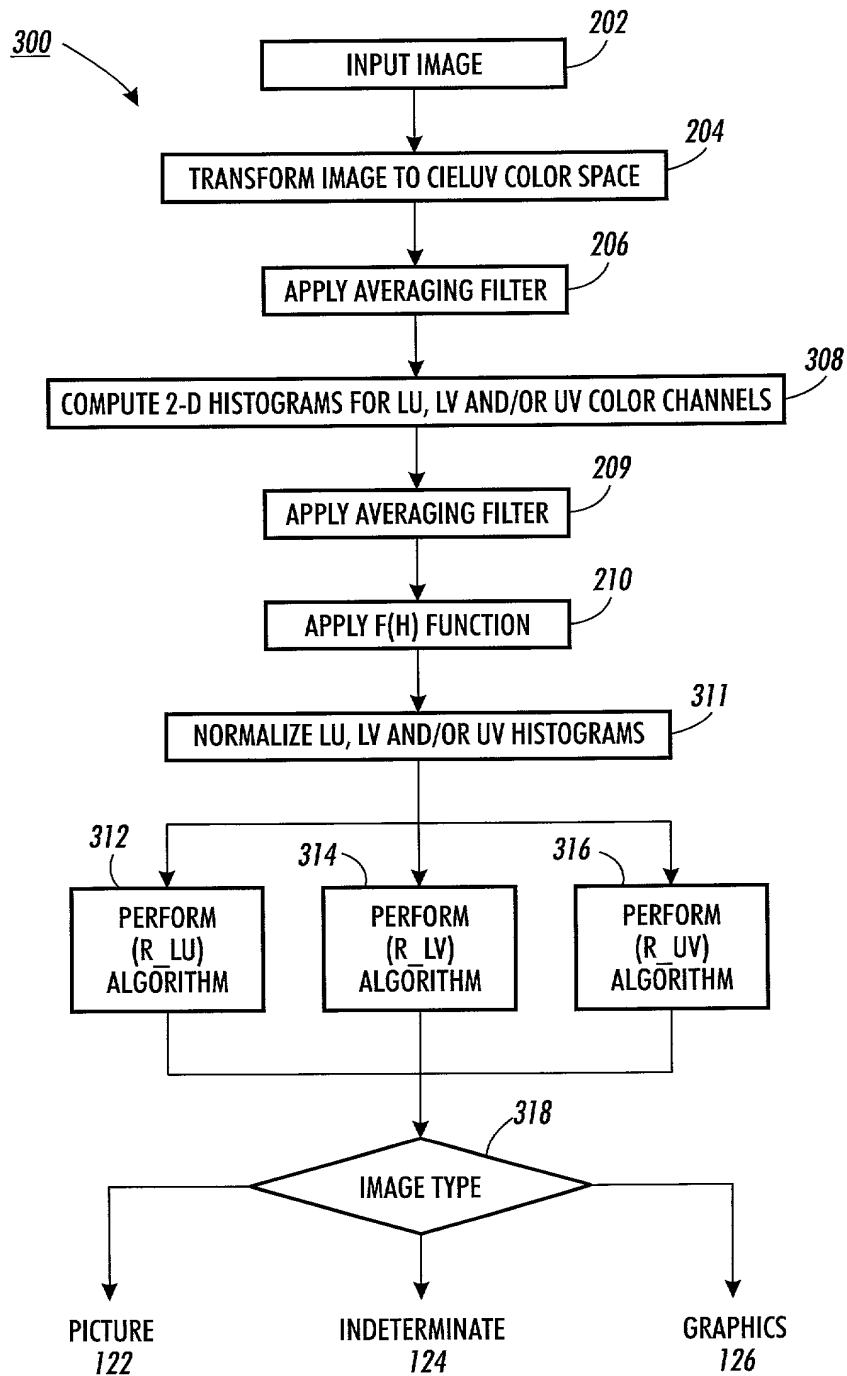 300
202
INPUT IMAGE
204
TRANSFORM IMAGE TO CIELUV COLOR SPACE
206
APPLY AVERAGING FILTER
308
COMPUTE 2-D HISTOGRAMS FOR LU, LV AND/OR UV COLOR CHANNELS
209
APPLY AVERAGING FILTER
210
APPLY F(H) FUNCTION
311
NORMALIZE LU, LV AND/OR UV HISTOGRAMS
312
PERFORM
(R_LU)
ALGORITHM
314
PERFORM
(R_LV)
ALGORITHM
316
PERFORM
(R_UV)
ALGORITHM
318
IMAGE TYPE
PICTURE
122
INDETERMINATE
124
GRAPHICS
126